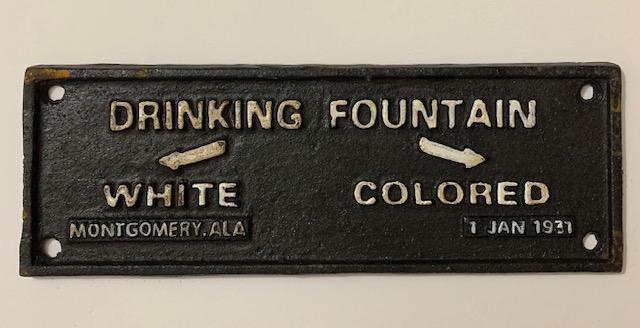 DRINKING FOUNTAIN
WHITE COLORED
MONTGOMERY. ALA 1 JAN 1931